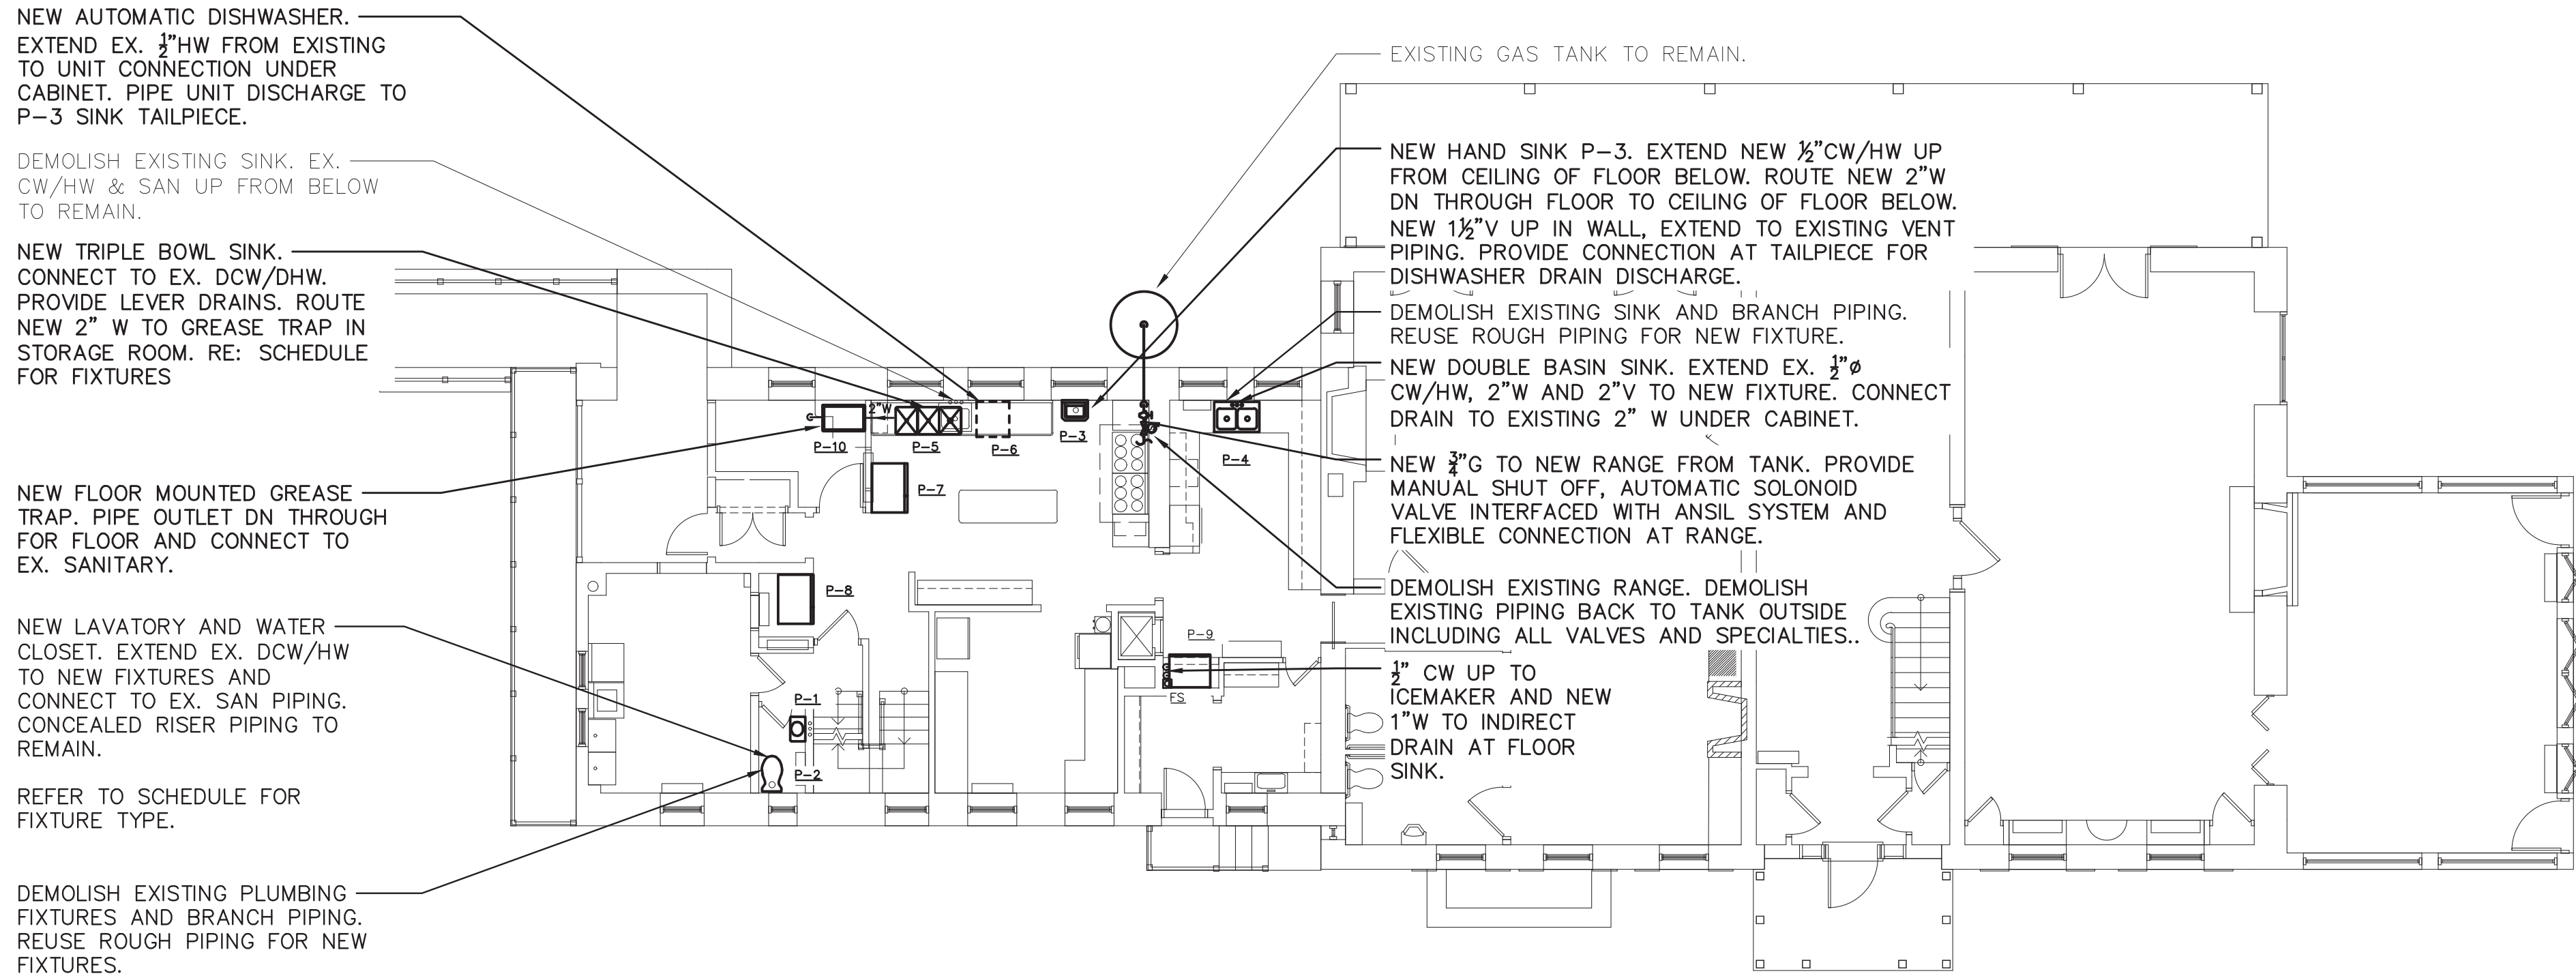 NEW AUTOMATIC DISHWASHER.
EXTEND EX. ½"HW FROM EXISTING
TO UNIT CONNECTION UNDER
CABINET. PIPE UNIT DISCHARGE TO
P-3 SINK TAILPIECE.
DEMOLISH EXISTING SINK. EX.
CW/HW & SAN UP FROM BELOW
TO REMAIN.
NEW TRIPLE BOWL SINK.
CONNECT TO EX. DCW/DHW.
PROVIDE LEVER DRAINS. ROUTE
NEW 2" W TO GREASE TRAP IN
STORAGE ROOM. RE: SCHEDULE
FOR FIXTURES
NEW FLOOR MOUNTED GREASE
TRAP. PIPE OUTLET DN THROUGH
FOR FLOOR AND CONNECT TO
EX. SANITARY.
NEW LAVATORY AND WATER
CLOSET. EXTEND EX. DCW/HW
TO NEW FIXTURES AND
CONNECT TO EX. SAN PIPING.
CONCEALED RISER PIPING TO
REMAIN.
REFER TO SCHEDULE FOR
FIXTURE TYPE.
DEMOLISH EXISTING PLUMBING
FIXTURES AND BRANCH PIPING.
REUSE ROUGH PIPING FOR NEW
FIXTURES.
2"W
P-10
P-5
P-6
P-3
P-4
P-7
P-8
P-9
FS
P-1
P-2
EXISTING GAS TANK TO REMAIN.
NEW HAND SINK P-3. EXTEND NEW ½"CW/HW UP
FROM CEILING OF FLOOR BELOW. ROUTE NEW 2"W
DN THROUGH FLOOR TO CEILING OF FLOOR BELOW.
NEW 1½"V UP IN WALL, EXTEND TO EXISTING VENT
PIPING. PROVIDE CONNECTION AT TAILPIECE FOR
DISHWASHER DRAIN DISCHARGE.
DEMOLISH EXISTING SINK AND BRANCH PIPING.
REUSE ROUGH PIPING FOR NEW FIXTURE.
NEW DOUBLE BASIN SINK. EXTEND EX. ½"ø
CW/HW, 2"W AND 2"V TO NEW FIXTURE. CONNECT
DRAIN TO EXISTING 2" W UNDER CABINET.
NEW ¾"G TO NEW RANGE FROM TANK. PROVIDE
MANUAL SHUT OFF, AUTOMATIC SOLONOID
VALVE INTERFACED WITH ANSIL SYSTEM AND
FLEXIBLE CONNECTION AT RANGE.
DEMOLISH EXISTING RANGE. DEMOLISH
EXISTING PIPING BACK TO TANK OUTSIDE
INCLUDING ALL VALVES AND SPECIALTIES..
½" CW UP TO
ICEMAKER AND NEW
1"W TO INDIRECT
DRAIN AT FLOOR
SINK.